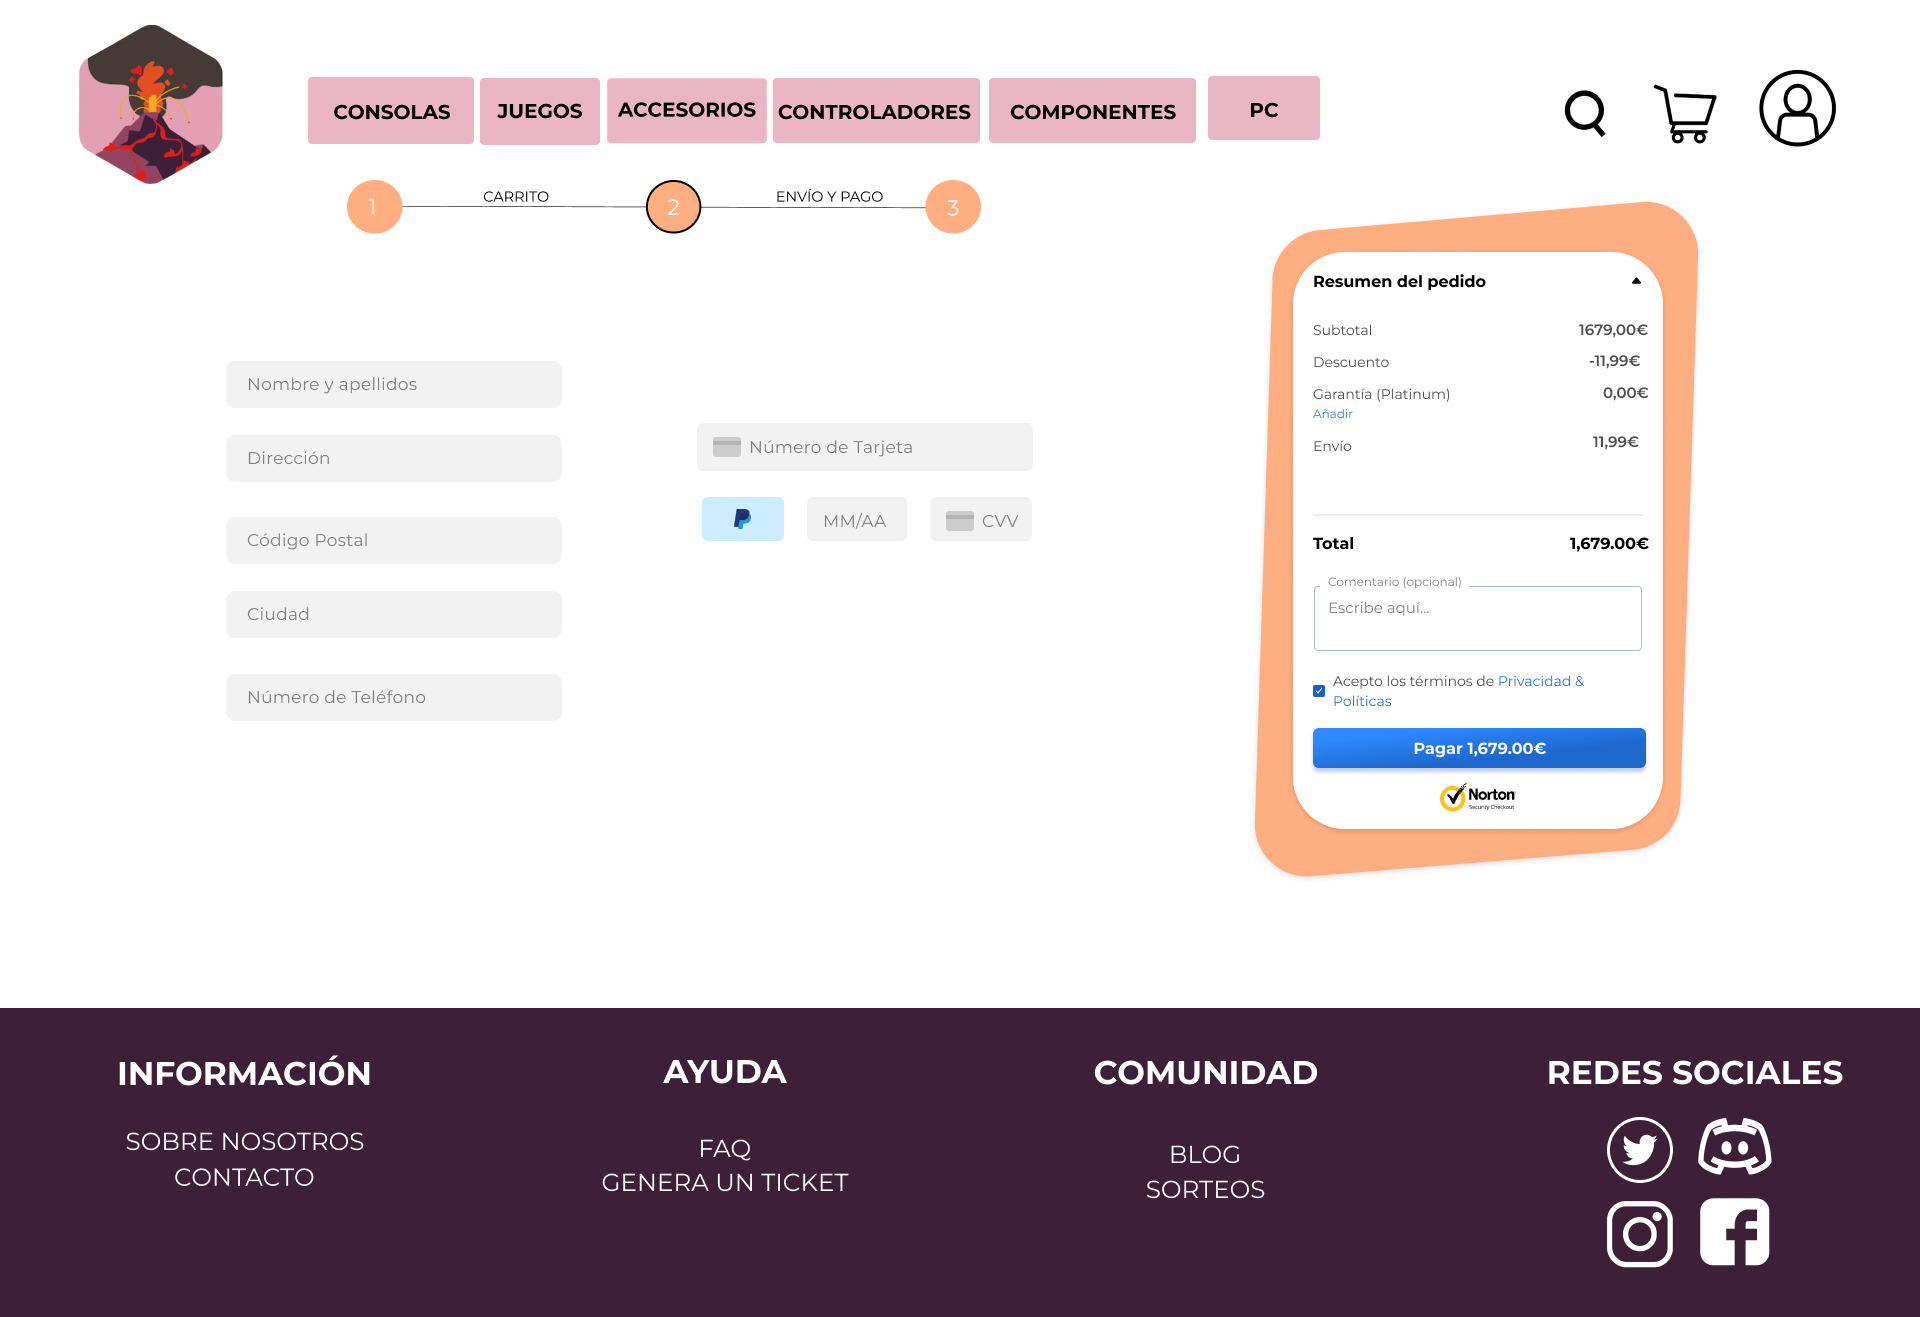 CONSOLAS
JUEGOS
ACCESORIOS
CONTROLADORES
COMPONENTES
PC
1
CARRITO
2
ENVÍO Y PAGO
3
Nombre y apellidos
Dirección
Código Postal
Ciudad
Número de Teléfono
Número de Tarjeta
MM/AA
CVV
Resumen del pedido
Subtotal 1679,00€
Descuento -11,99€
Garantía (Platinum) 0,00€
Añadir
Envío 11,99€
Total 1,679.00€
Comentario (opcional)
Escribe aquí...
Acepto los términos de Privacidad &
Políticas
Pagar 1,679.00€
Norton
Security Checkout
INFORMACIÓN
SOBRE NOSOTROS
CONTACTO
AYUDA
FAQ
GENERA UN TICKET
COMUNIDAD
BLOG
SORTEOS
REDES SOCIALES